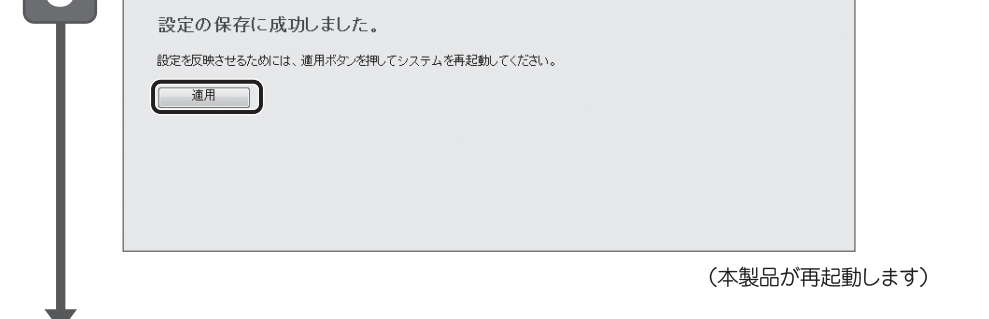 設定の保存に成功しました。
設定を反映させるためには、適用ボタンを押してシステムを再起動してください。
適用
（本製品が再起動します）